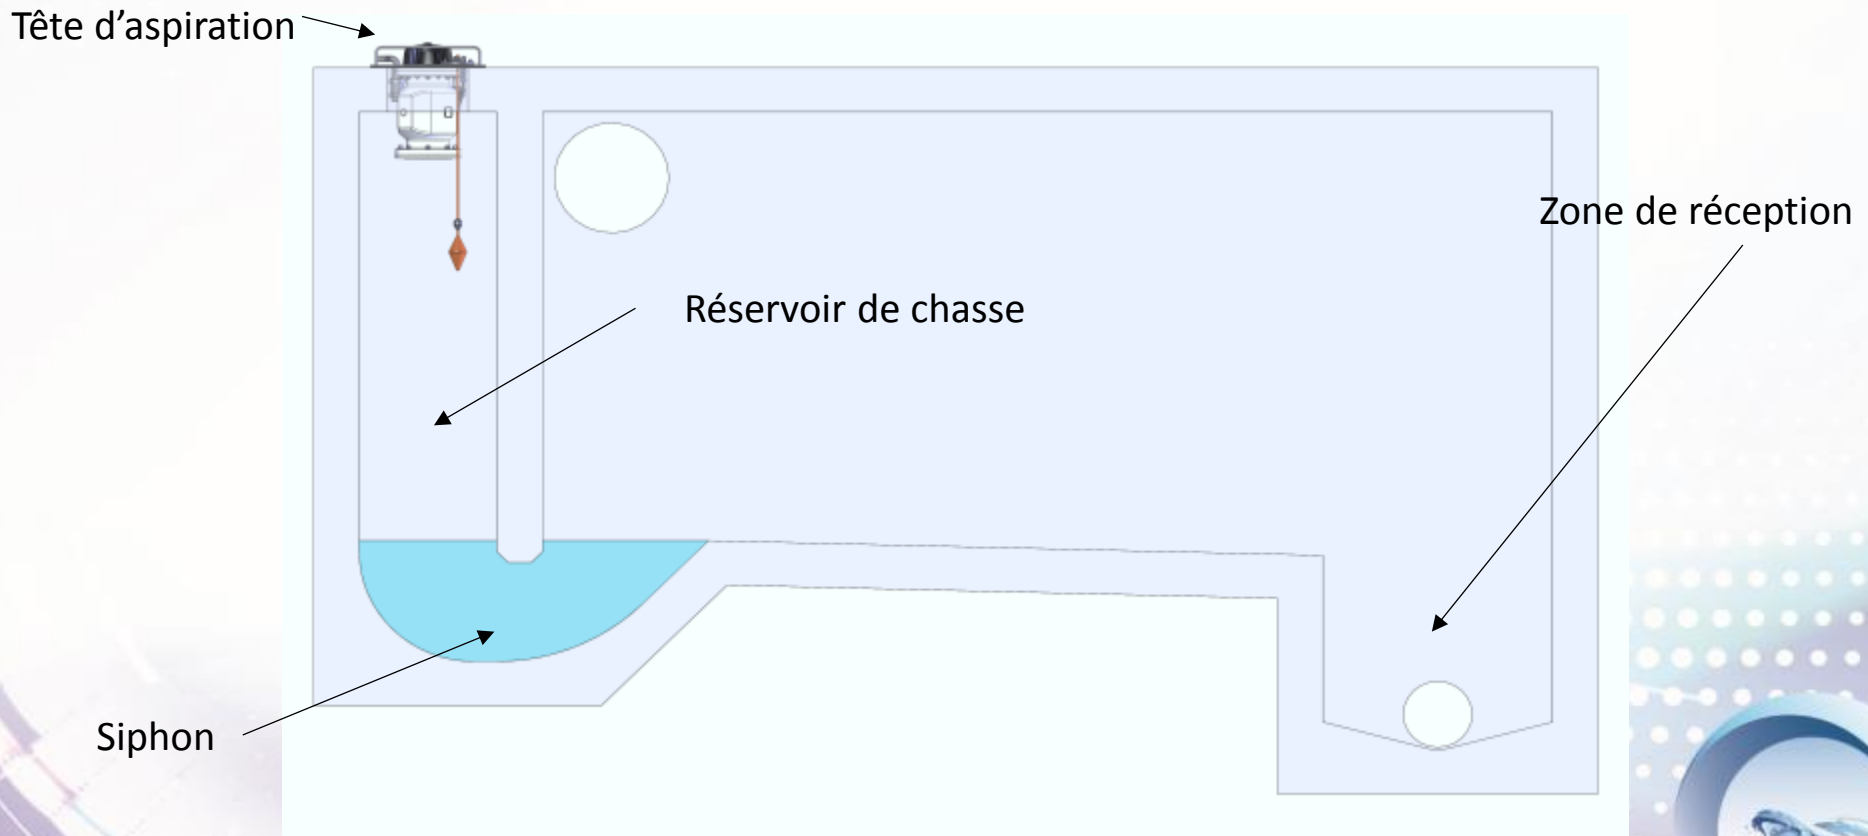 Tête d’aspiration
Zone de réception
Réservoir de chasse
Siphon